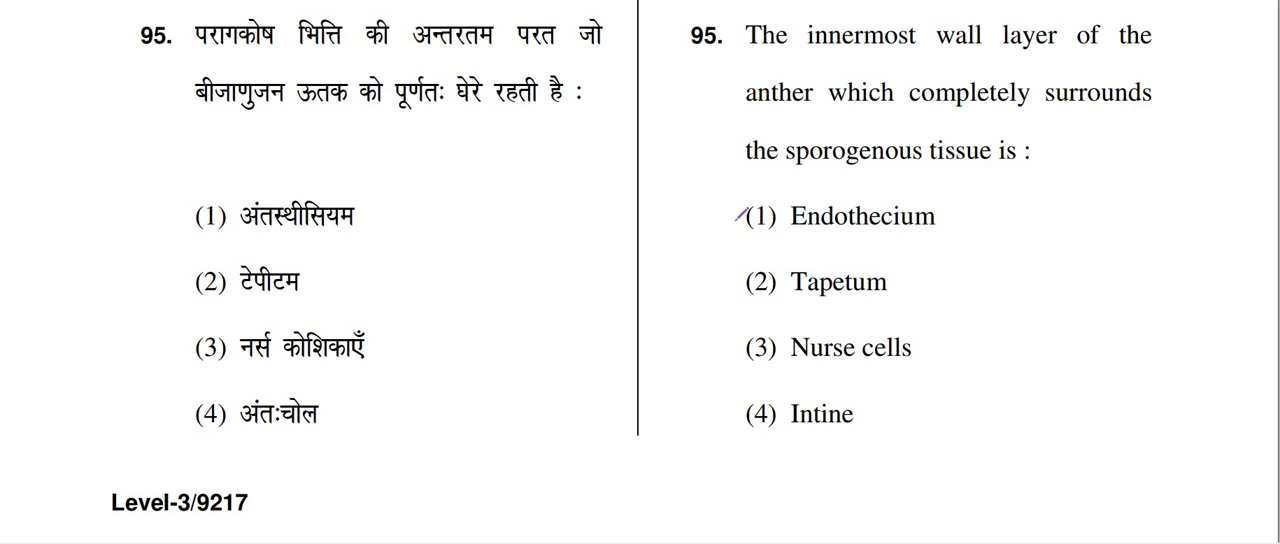 95. परागकोष भित्ति की अन्तरतम परत जो
बीजाणुजन ऊतक को पूर्णतः घेरे रहती है :
(1) अंतस्थीसियम
(2) टेपीटम
(3) नर्स कोशिकाएँ
(4) अंतःचोल
95. The innermost wall layer of the
anther which completely surrounds
the sporogenous tissue is :
(1) Endothecium
(2) Tapetum
(3) Nurse cells
(4) Intine
Level-3/9217